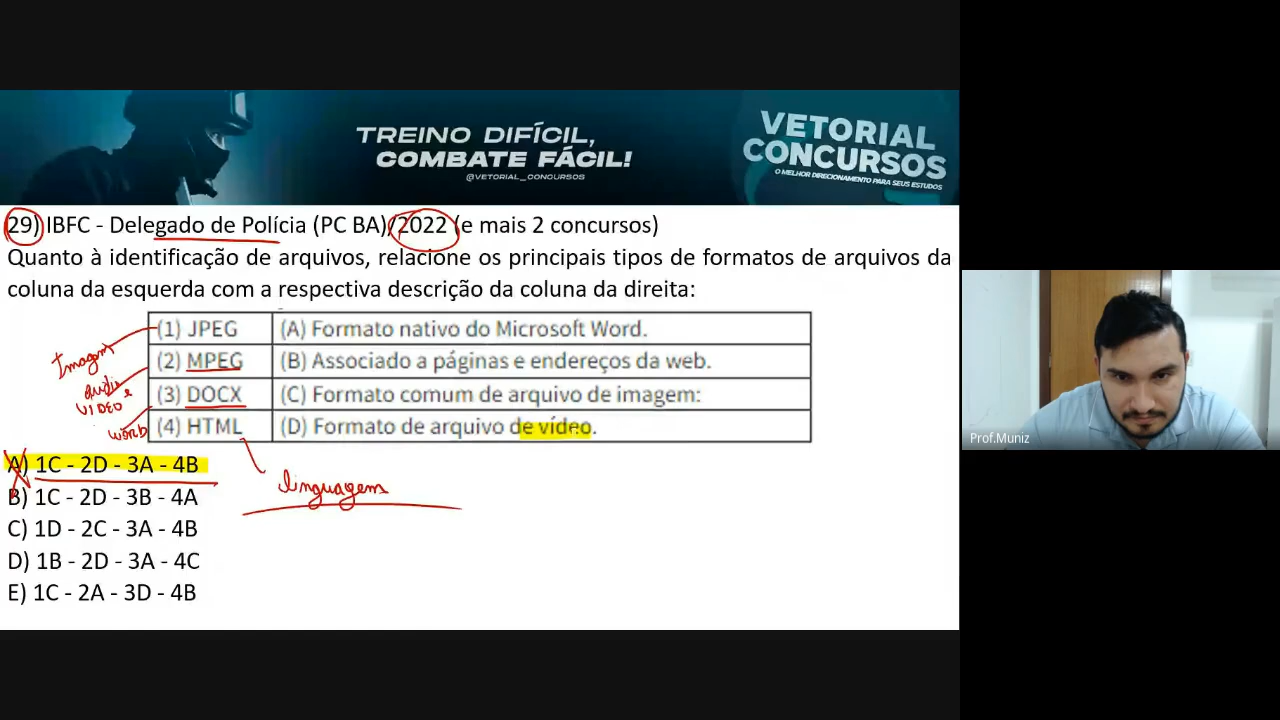 TREINO DIFÍCIL,
COMBATE FÁCIL!
@VETORIAL_CONCURSOS
VETORIAL
CONCURSOS
O MELHOR DIRECIONAMENTO PARA SEUS ESTUDOS
29) IBFC - Delegado de Polícia (PC BA)/2022 (e mais 2 concursos)
Quanto à identificação de arquivos, relacione os principais tipos de formatos de arquivos da
coluna da esquerda com a respectiva descrição da coluna da direita:
Imagem (1) JPEG (A) Formato nativo do Microsoft Word.
audio e VIDEO (2) MPEG (B) Associado a páginas e endereços da web.
word (3) DOCX (C) Formato comum de arquivo de imagem:
(4) HTML (D) Formato de arquivo de vídeo.
linguagem
A) 1C - 2D - 3A - 4B
B) 1C - 2D - 3B - 4A
C) 1D - 2C - 3A - 4B
D) 1B - 2D - 3A - 4C
E) 1C - 2A - 3D - 4B
Prof.Muniz